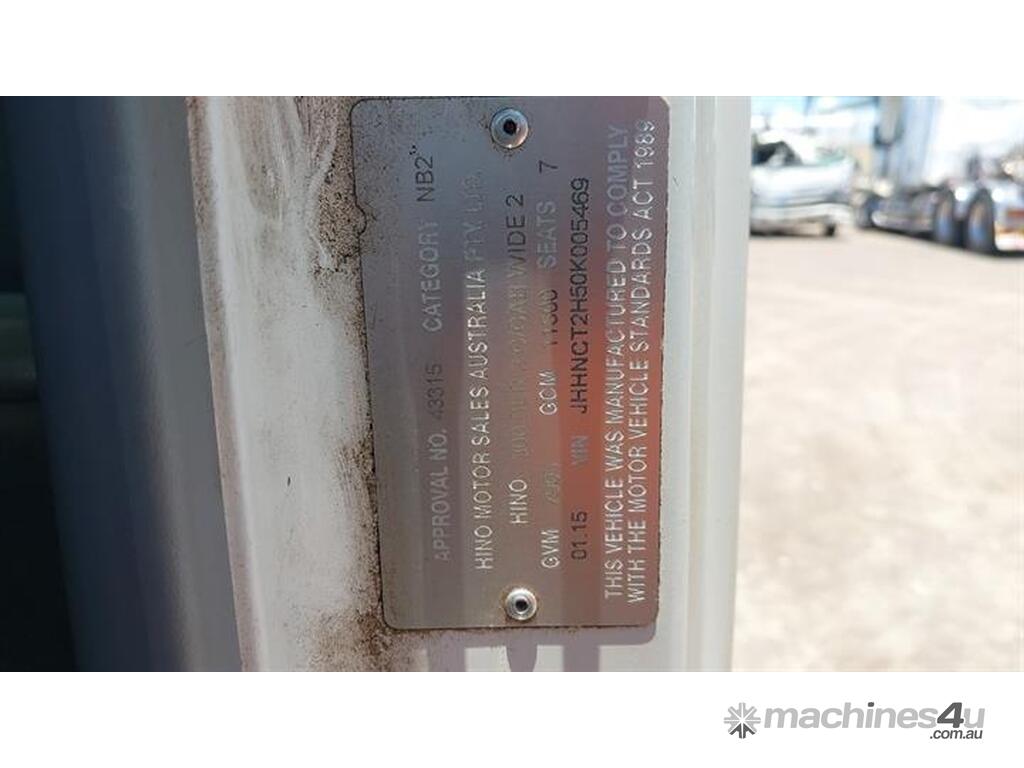 APPROVAL NO. 43315 CATEGORY NB2
HINO MOTOR SALES AUSTRALIA PTY. LTD.
HINO WIDE 2
GVM GCM SEATS 7
01.15 VIN JHHNCT2H50K005469
THIS VEHICLE WAS MANUFACTURED TO COMPLY
WITH THE MOTOR VEHICLE STANDARDS ACT 1989
machines4u
.com.au